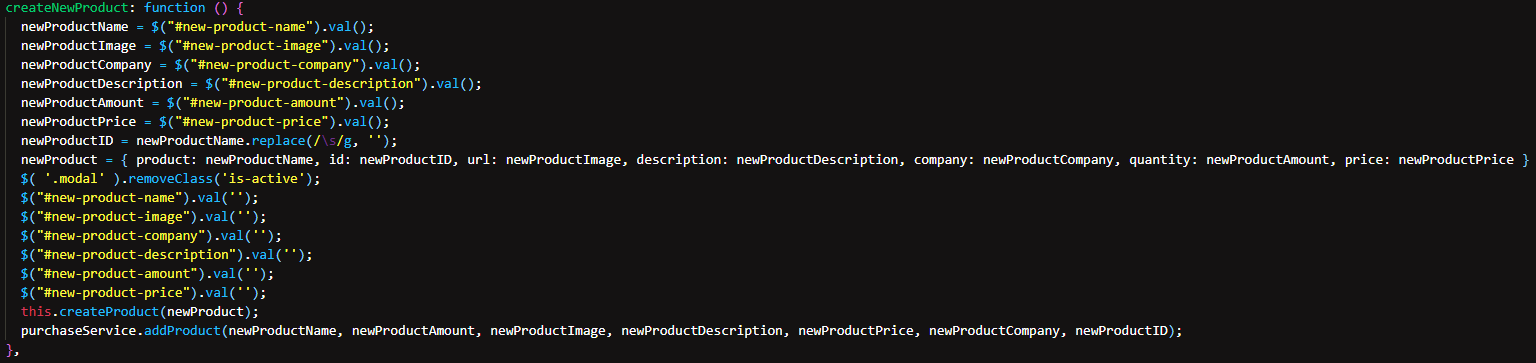 createNewProduct: function () {
newProductName = $("#new-product-name").val();
newProductImage = $("#new-product-image").val();
newProductCompany = $("#new-product-company").val();
newProductDescription = $("#new-product-description").val();
newProductAmount = $("#new-product-amount").val();
newProductPrice = $("#new-product-price").val();
newProductID = newProductName.replace(/\s/g, '');
newProduct = { product: newProductName, id: newProductID, url: newProductImage, description: newProductDescription, company: newProductCompany, quantity: newProductAmount, price: newProductPrice }
$( '.modal' ).removeClass('is-active');
$("#new-product-name").val('');
$("#new-product-image").val('');
$("#new-product-company").val('');
$("#new-product-description").val('');
$("#new-product-amount").val('');
$("#new-product-price").val('');
this.createProduct(newProduct);
purchaseService.addProduct(newProductName, newProductAmount, newProductImage, newProductDescription, newProductPrice, newProductCompany, newProductID);
},